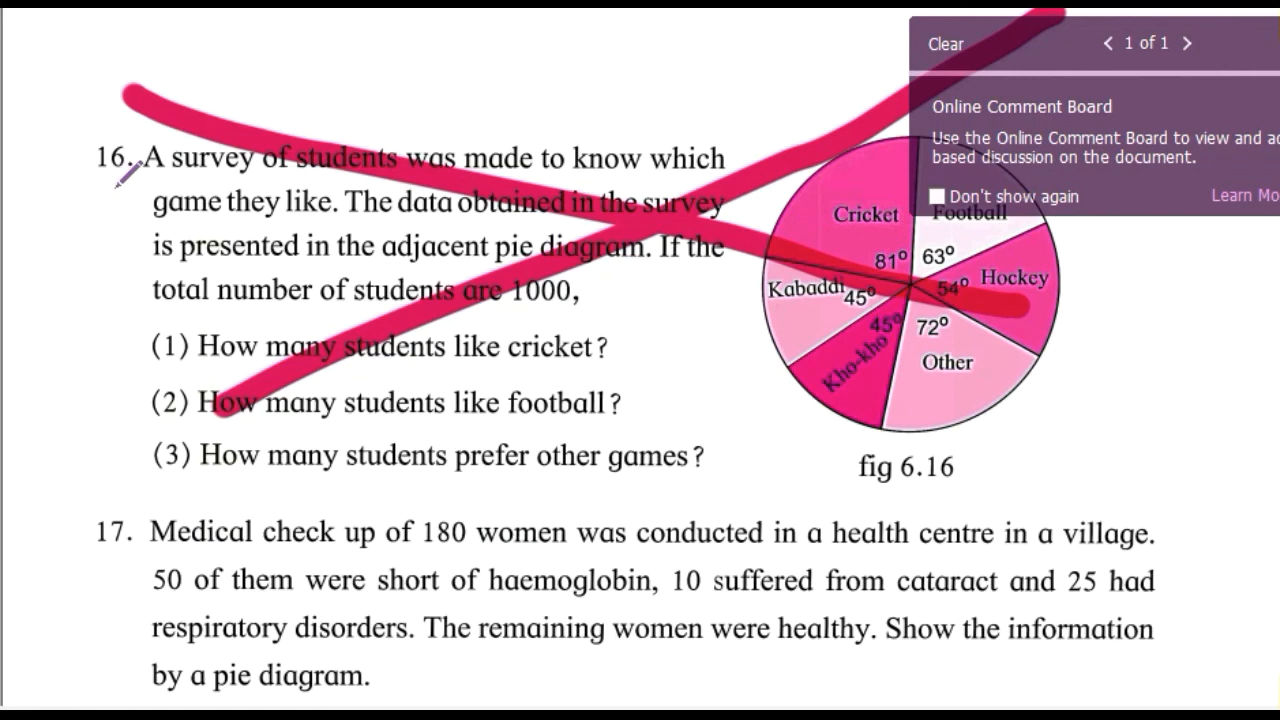 Clear
1 of 1
Online Comment Board
Use the Online Comment Board to view and ad
based discussion on the document.
Don't show again
Learn Mo
16. A survey of students was made to know which
game they like. The data obtained in the survey
is presented in the adjacent pie diagram. If the
total number of students are 1000,
(1) How many students like cricket?
(2) How many students like football?
(3) How many students prefer other games?
Cricket
Football
81º
63º
Hockey
54º
Kabaddi
45º
45º
Kho-kho
72º
Other
fig 6.16
17. Medical check up of 180 women was conducted in a health centre in a village.
50 of them were short of haemoglobin, 10 suffered from cataract and 25 had
respiratory disorders. The remaining women were healthy. Show the information
by a pie diagram.